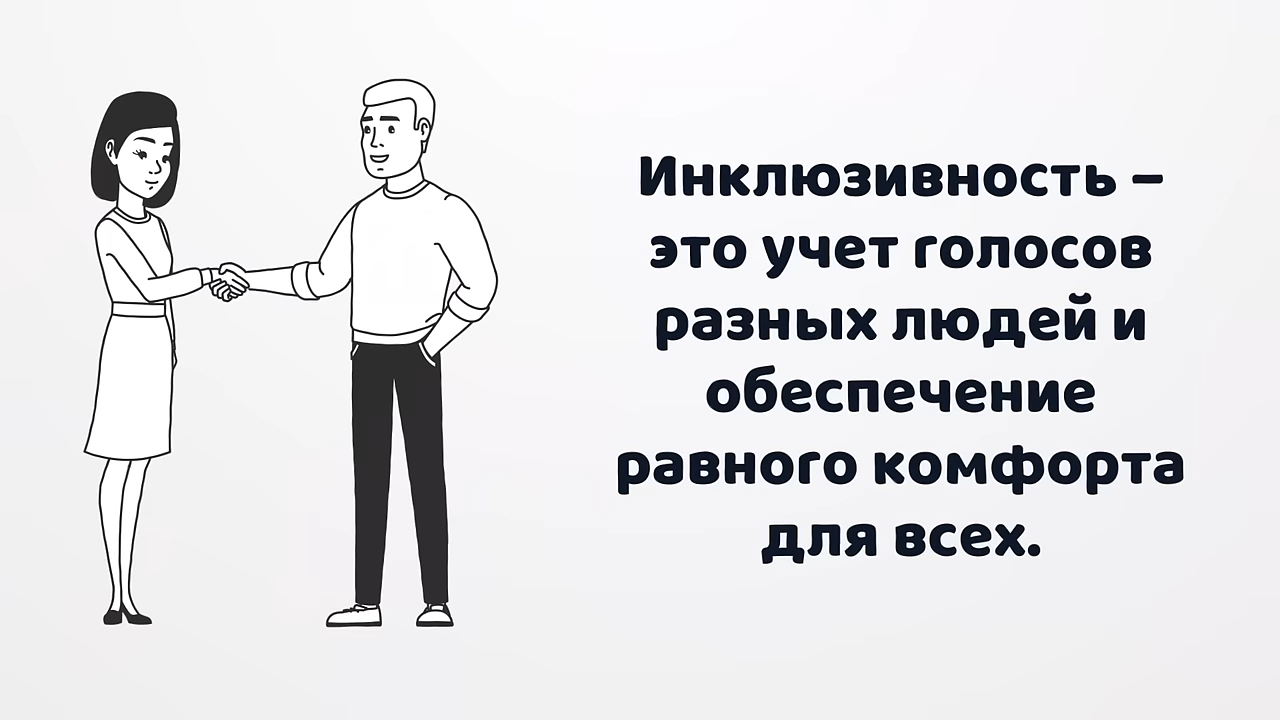 Инклюзивность –
это учет голосов
разных людей и
обеспечение
равного комфорта
для всех.